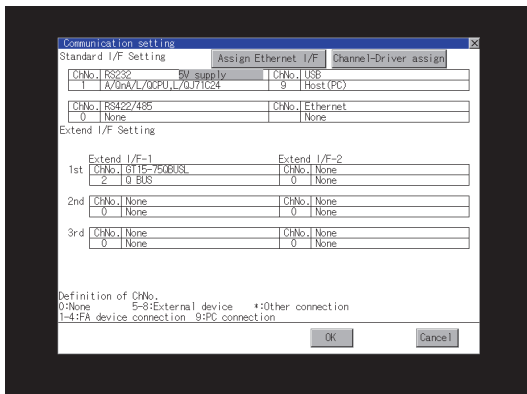 Communication setting
Standard I/F Setting Assign Ethernet I/F Channel-Driver assign
ChNo. RS232 5V supply ChNo. USB
1 A/QnA/L/QCPU,L/QJ71C24 9 Host(PC)
ChNo. RS422/485 ChNo. Ethernet
0 None None
Extend I/F Setting
Extend I/F-1 Extend I/F-2
1st ChNo. GT15-75QBUSL ChNo. None
2 Q BUS 0 None
2nd ChNo. None ChNo. None
0 None 0 None
3rd ChNo. None ChNo. None
0 None 0 None
Definition of ChNo.
0:None 5-8:External device *:Other connection
1-4:FA device connection 9:PC connection
OK Cancel